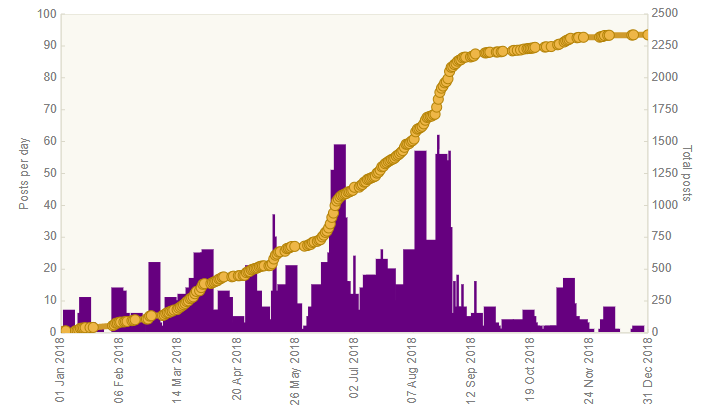 100
90
80
70
60
50
40
30
20
10
0
Posts per day
2500
2250
2000
1750
1500
1250
1000
750
500
250
0
Total posts
01 Jan 2018
06 Feb 2018
14 Mar 2018
20 Apr 2018
26 May 2018
02 Jul 2018
07 Aug 2018
12 Sep 2018
19 Oct 2018
24 Nov 2018
31 Dec 2018